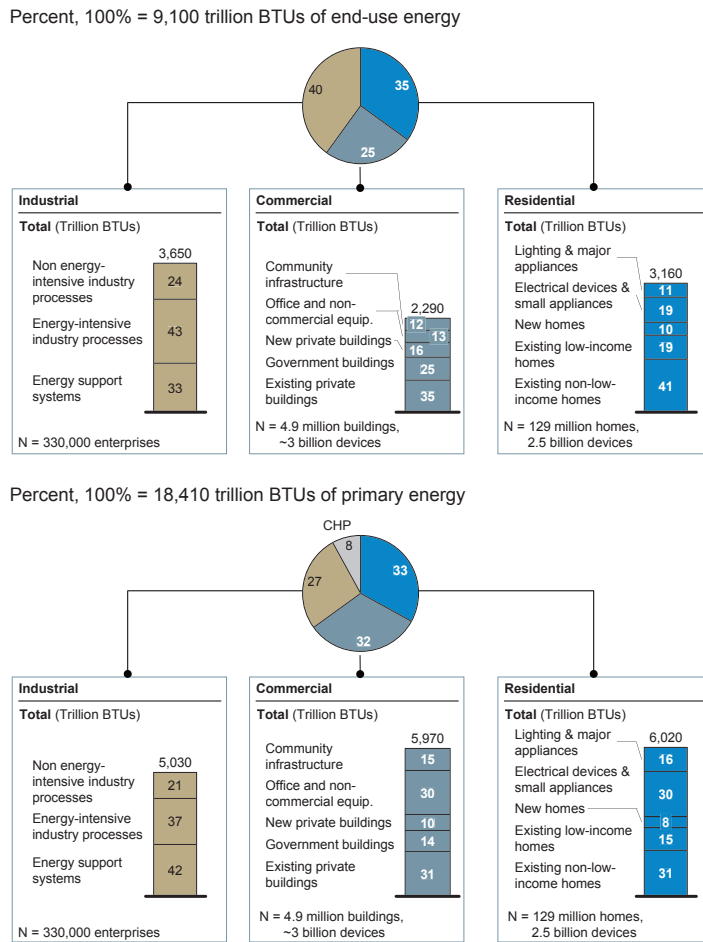 Percent, 100% = 9,100 trillion BTUs of end-use energy
40
35
25
Industrial
Total (Trillion BTUs)
3,650
Non energy-
intensive industry
processes
24
Energy-intensive
industry processes
43
Energy support
systems
33
N = 330,000 enterprises
Commercial
Total (Trillion BTUs)
2,290
Community
infrastructure
12
Office and non-
commercial equip.
13
New private buildings
16
Government buildings
25
Existing private
buildings
35
N = 4.9 million buildings,
~3 billion devices
Residential
Total (Trillion BTUs)
3,160
Lighting & major
appliances
11
Electrical devices &
small appliances
19
New homes
10
Existing low-income
homes
19
Existing non-low-
income homes
41
N = 129 million homes,
2.5 billion devices
Percent, 100% = 18,410 trillion BTUs of primary energy
CHP
8
27
33
32
Industrial
Total (Trillion BTUs)
5,030
Non energy-
intensive industry
processes
21
Energy-intensive
industry processes
37
Energy support
systems
42
N = 330,000 enterprises
Commercial
Total (Trillion BTUs)
5,970
Community
infrastructure
15
Office and non-
commercial equip.
30
New private buildings
10
Government buildings
14
Existing private
buildings
31
N = 4.9 million buildings,
~3 billion devices
Residential
Total (Trillion BTUs)
6,020
Lighting & major
appliances
16
Electrical devices &
small appliances
30
New homes
8
Existing low-income
homes
15
Existing non-low-
income homes
31
N = 129 million homes,
2.5 billion devices